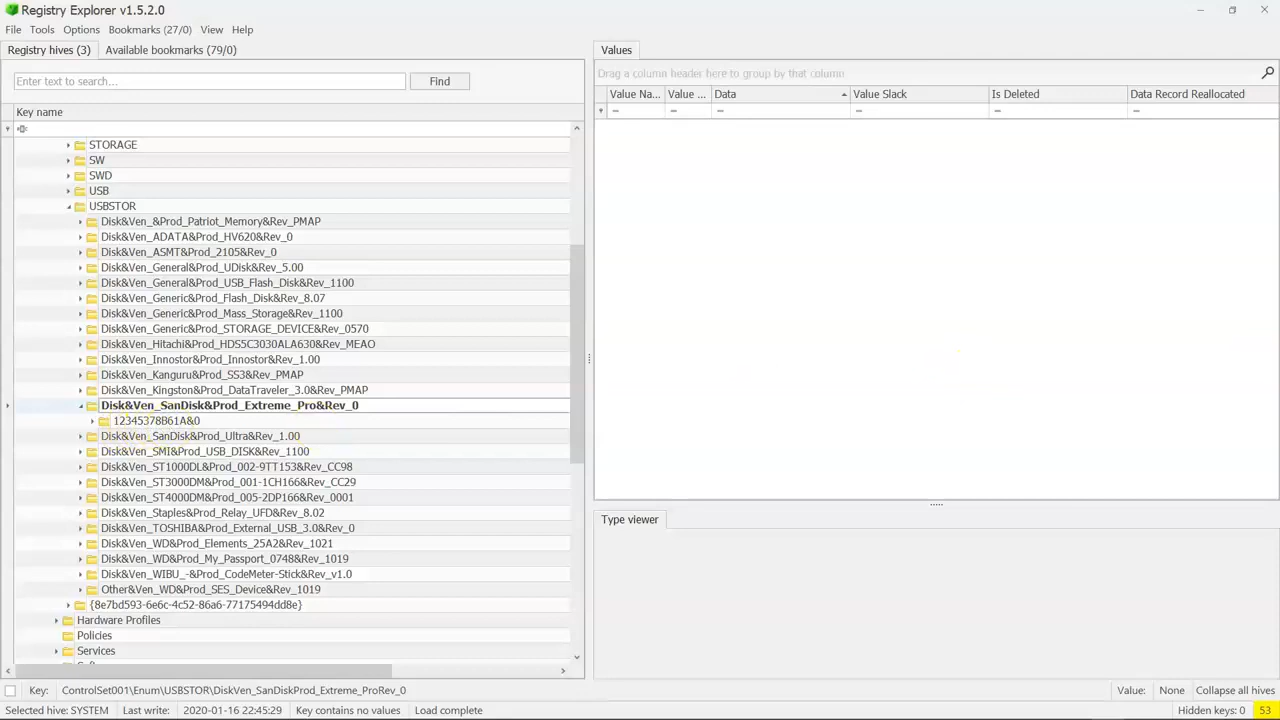 Registry Explorer v1.5.2.0
File Tools Options Bookmarks (27/0) View Help
Registry hives (3) Available bookmarks (79/0)
Enter text to search... Find
Key name
STORAGE
SW
SWD
USB
USBSTOR
Disk&Ven_&Prod_Patriot_Memory&Rev_PMAP
Disk&Ven_ADATA&Prod_HV620&Rev_0
Disk&Ven_ASMT&Prod_2105&Rev_0
Disk&Ven_General&Prod_UDisk&Rev_5.00
Disk&Ven_General&Prod_USB_Flash_Disk&Rev_1100
Disk&Ven_Generic&Prod_Flash_Disk&Rev_8.07
Disk&Ven_Generic&Prod_Mass_Storage&Rev_1100
Disk&Ven_Generic&Prod_STORAGE_DEVICE&Rev_0570
Disk&Ven_Hitachi&Prod_HDS5C3030ALA630&Rev_MEAO
Disk&Ven_Innostor&Prod_Innostor&Rev_1.00
Disk&Ven_Kanguru&Prod_SS3&Rev_PMAP
Disk&Ven_Kingston&Prod_DataTraveler_3.0&Rev_PMAP
Disk&Ven_SanDisk&Prod_Extreme_Pro&Rev_0
12345378B61A&0
Disk&Ven_SanDisk&Prod_Ultra&Rev_1.00
Disk&Ven_SMI&Prod_USB_DISK&Rev_1100
Disk&Ven_ST1000DL&Prod_002-9TT153&Rev_CC98
Disk&Ven_ST3000DM&Prod_001-1CH166&Rev_CC29
Disk&Ven_ST4000DM&Prod_005-2DP166&Rev_0001
Disk&Ven_Staples&Prod_Relay_UFD&Rev_8.02
Disk&Ven_TOSHIBA&Prod_External_USB_3.0&Rev_0
Disk&Ven_WD&Prod_Elements_25A2&Rev_1021
Disk&Ven_WD&Prod_My_Passport_0748&Rev_1019
Disk&Ven_WIBU_-&Prod_CodeMeter-Stick&Rev_v1.0
Other&Ven_WD&Prod_SES_Device&Rev_1019
{8e7bd593-6e6c-4c52-86a6-77175494dd8e}
Hardware Profiles
Policies
Services
Values
Drag a column header here to group by that column
Value Na... Value ... Data Value Slack Is Deleted Data Record Reallocated
Type viewer
Key: ControlSet001\Enum\USBSTOR\DiskVen_SanDiskProd_Extreme_ProRev_0 Value: None Collapse all hives
Selected hive: SYSTEM Last write: 2020-01-16 22:45:29 Key contains no values Load complete Hidden keys: 0 53